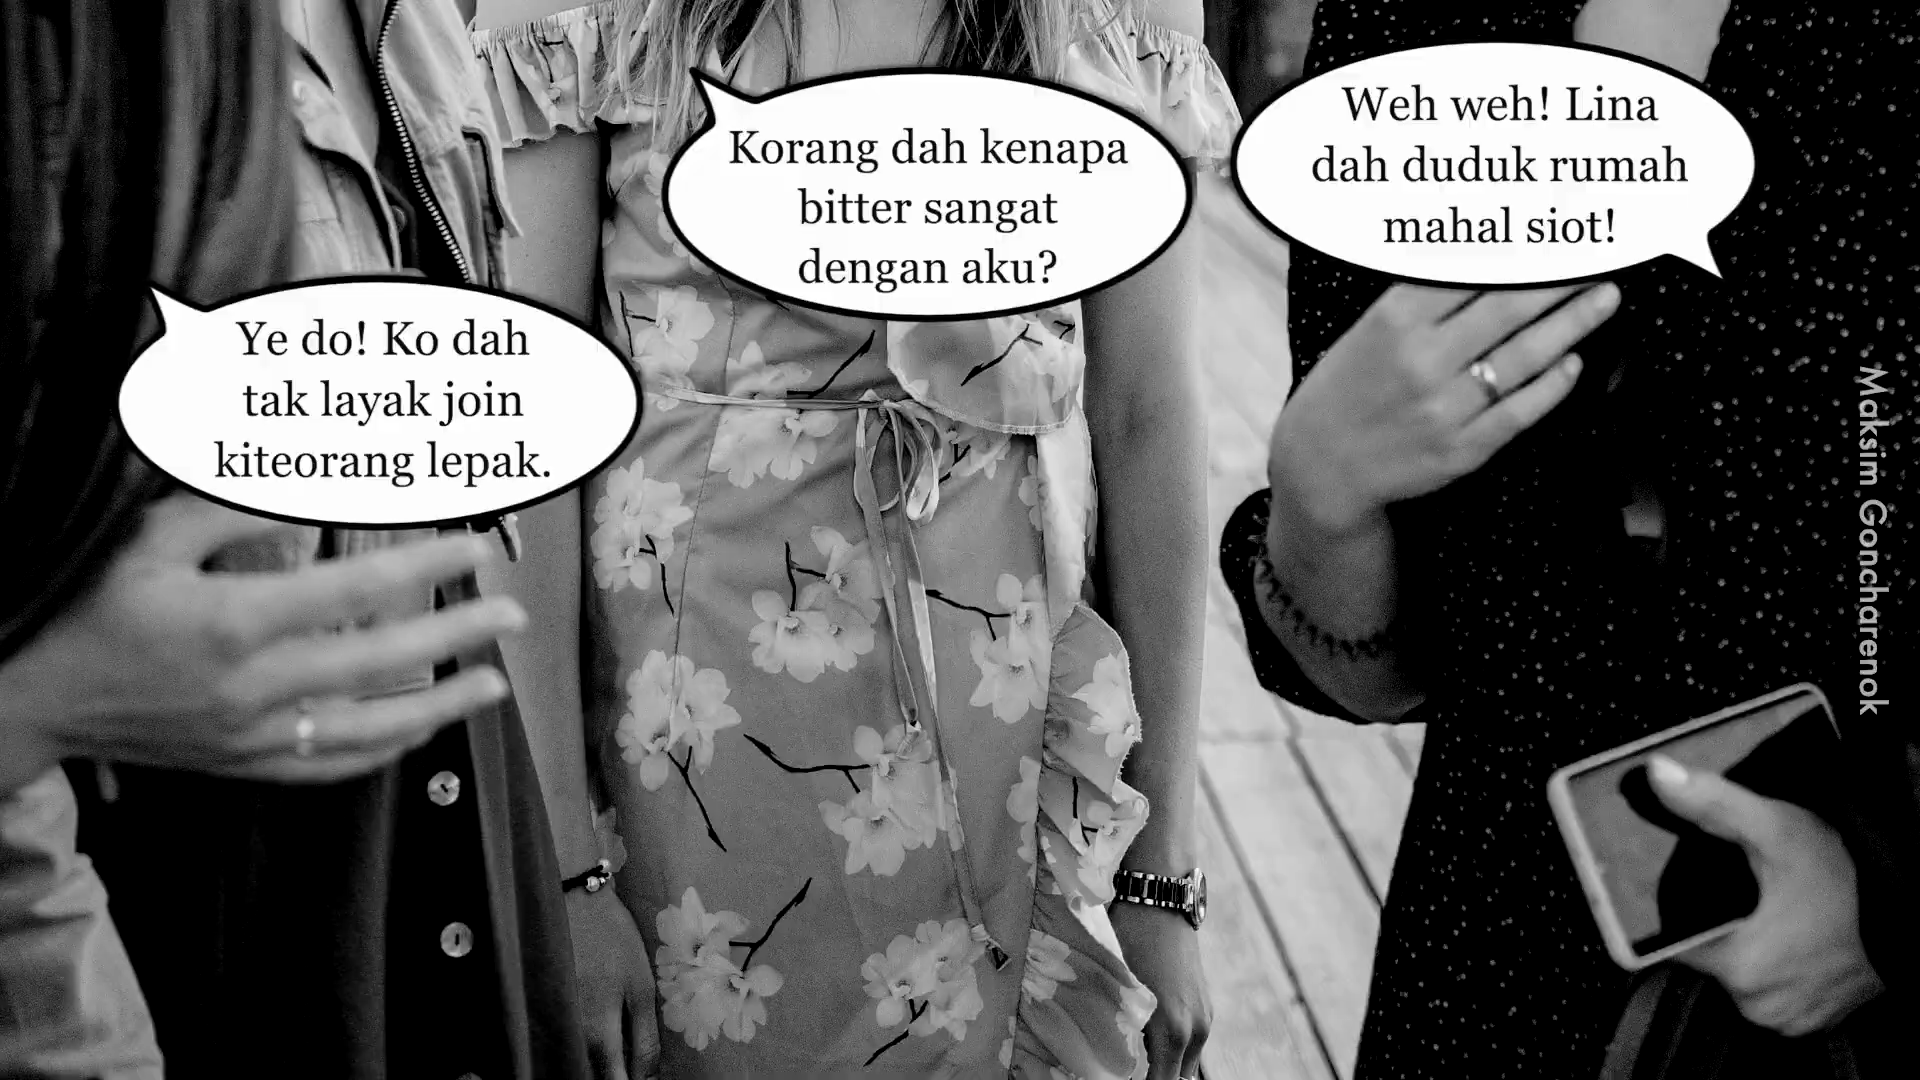 Weh weh! Lina
dah duduk rumah
mahal siot!
Korang dah kenapa
bitter sangat
dengan aku?
Ye do! Ko dah
tak layak join
kiteorang lepak.
Maksim Goncharenok